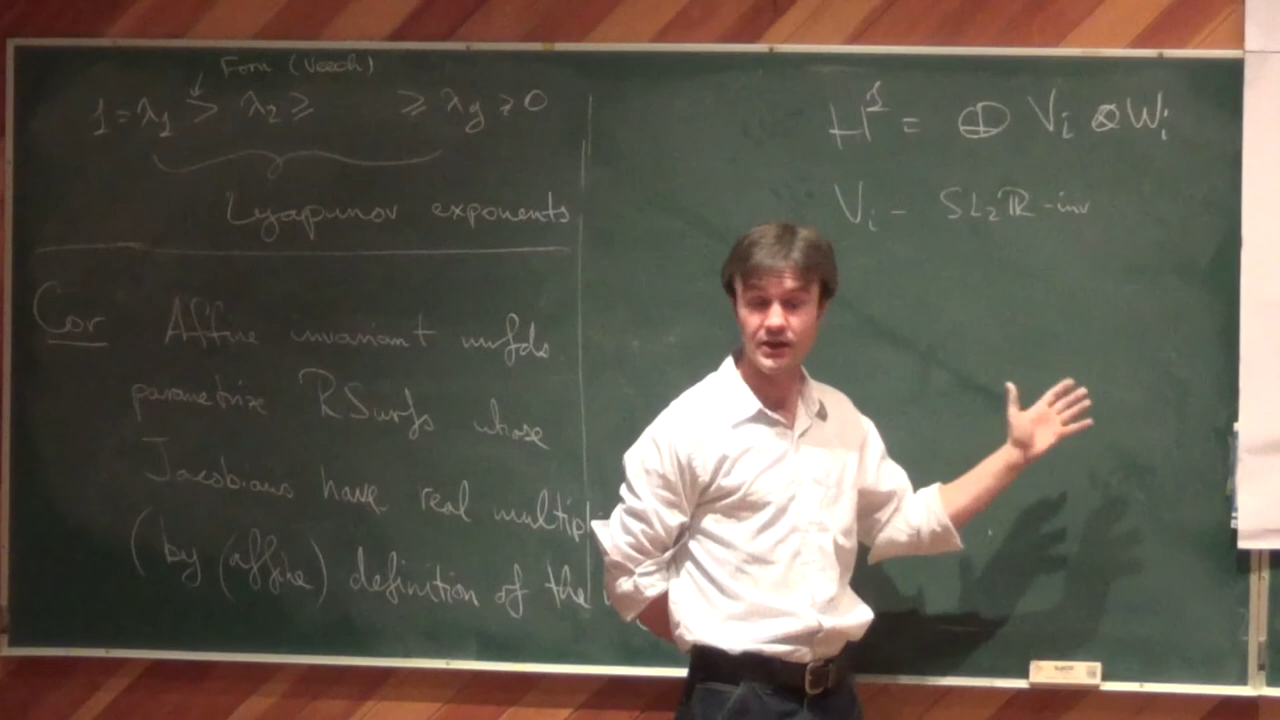 Forni (Veech)
1 = λ₁ > λ₂ ≥ ≥ λg ≥ 0
Lyapunov exponents
Cor Affine invariant mnfds
parametrize RSurfs whose
Jacobians have real multipl
(by (affine) definition of the
H¹ = ⊕ Vᵢ ⊗ Wᵢ
Vᵢ – SL₂ℝ-inv